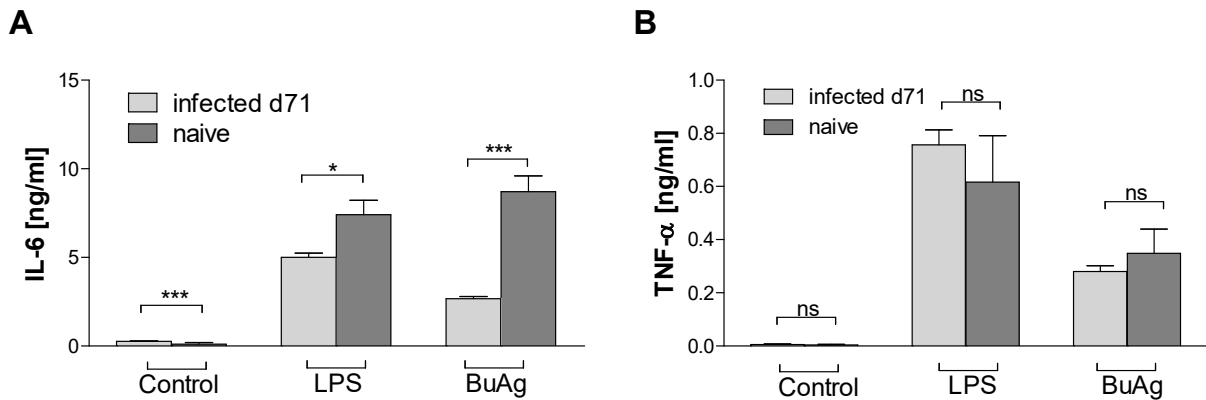 A
IL-6 [ng/ml]
15
10
5
0
infected d71
naive
***
*
***
Control
LPS
BuAg
B
TNF-α [ng/ml]
1.0
0.8
0.6
0.4
0.2
0.0
infected d71
naive
ns
ns
ns
Control
LPS
BuAg